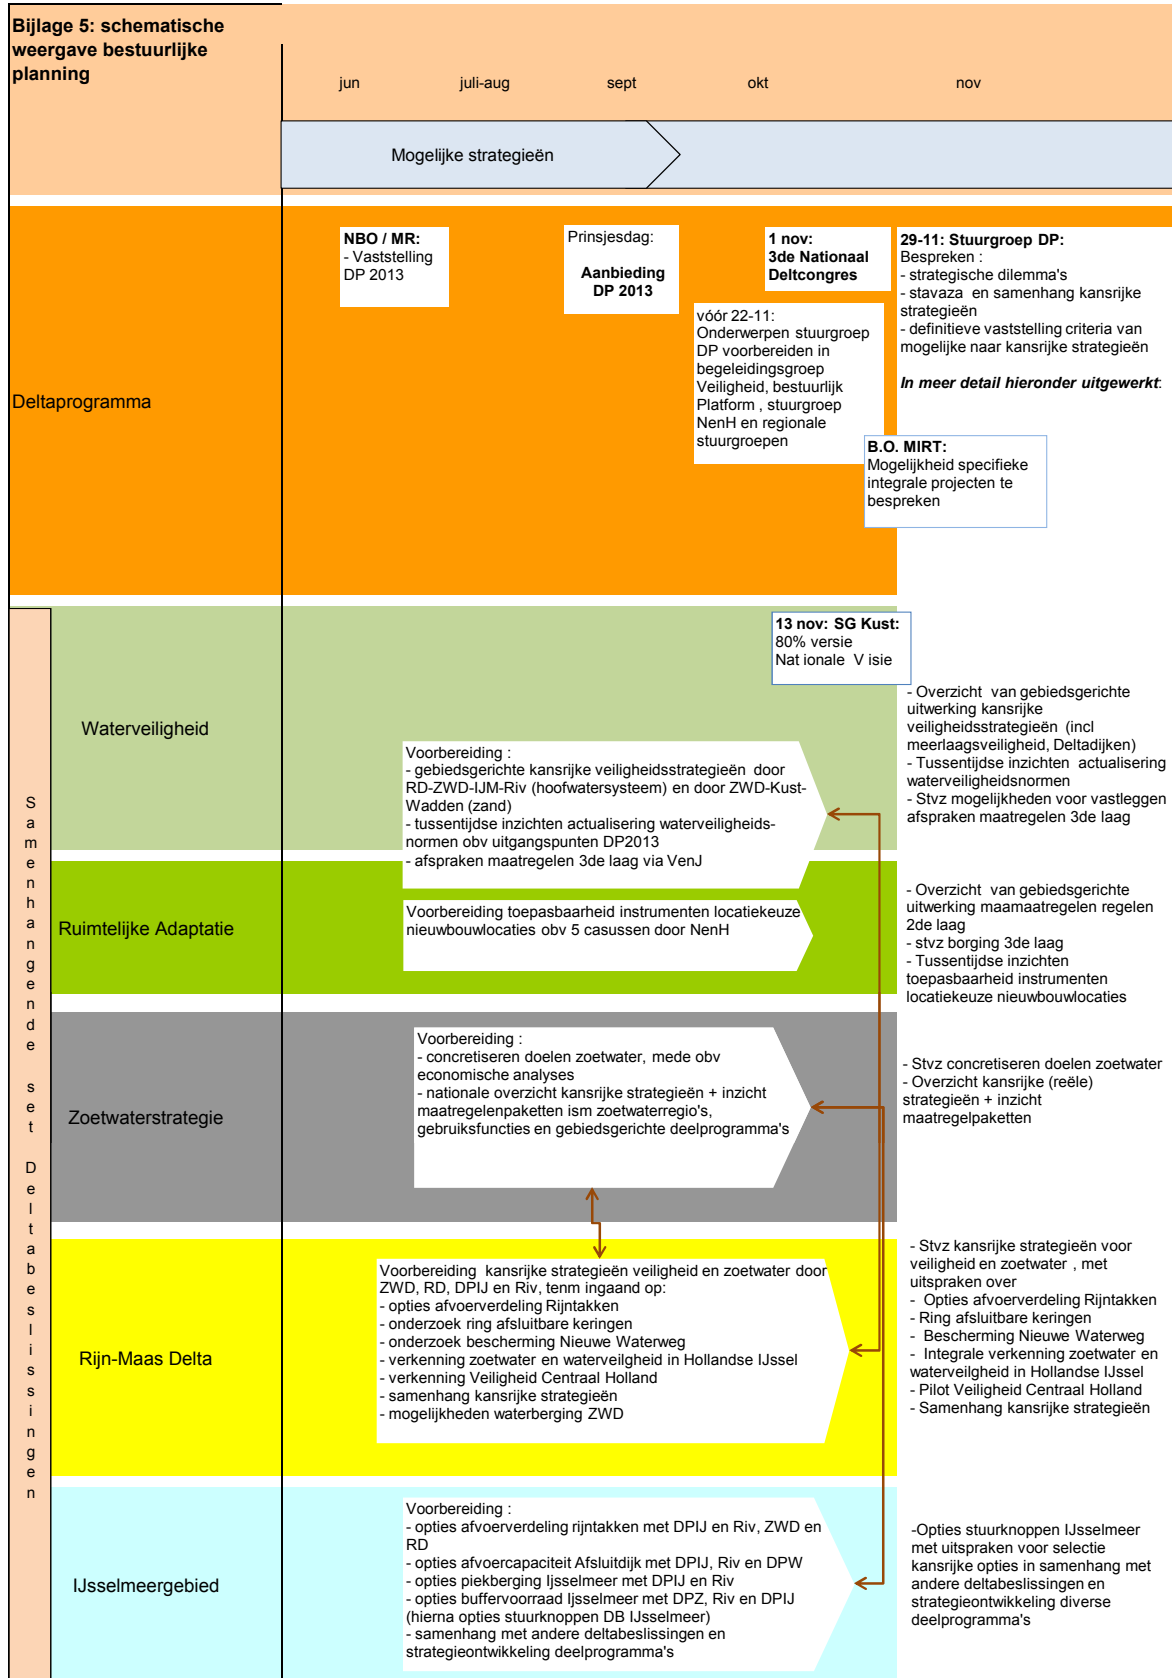 Bijlage 5: schematische
weergave bestuurlijke
planning
jun
juli-aug
sept
okt
nov
Mogelijke strategieën
Deltaprogramma
NBO / MR:
- Vaststelling
DP 2013
Prinsjesdag:
Aanbieding
DP 2013
1 nov:
3de Nationaal
Deltcongres
vóór 22-11:
Onderwerpen stuurgroep
DP voorbereiden in
begeleidingsgroep
Veiligheid, bestuurlijk
Platform , stuurgroep
NenH en regionale
stuurgroepen
29-11: Stuurgroep DP:
Bespreken :
- strategische dilemma's
- stavaza en samenhang kansrijke
strategieën
- definitieve vaststelling criteria van
mogelijke naar kansrijke strategieën
In meer detail hieronder uitgewerkt:
B.O. MIRT:
Mogelijkheid specifieke
integrale projecten te
bespreken
Samenhangende set Deltabeslissingen
Waterveiligheid
13 nov: SG Kust:
80% versie
Nat ionale V isie
Voorbereiding :
- gebiedsgerichte kansrijke veiligheidsstrategieën door
RD-ZWD-IJM-Riv (hoofwatersysteem) en door ZWD-Kust-
Wadden (zand)
- tussentijdse inzichten actualisering waterveiligheids-
normen obv uitgangspunten DP2013
- afspraken maatregelen 3de laag via VenJ
- Overzicht van gebiedsgerichte
uitwerking kansrijke
veiligheidsstrategieën (incl
meerlaagsveiligheid, Deltadijken)
- Tussentijdse inzichten actualisering
waterveiligheidsnormen
- Stvz mogelijkheden voor vastleggen
afspraken maatregelen 3de laag
Ruimtelijke Adaptatie
Voorbereiding toepasbaarheid instrumenten locatiekeuze
nieuwbouwlocaties obv 5 casussen door NenH
- Overzicht van gebiedsgerichte
uitwerking maamaatregelen regelen
2de laag
- stvz borging 3de laag
- Tussentijdse inzichten
toepasbaarheid instrumenten
locatiekeuze nieuwbouwlocaties
Zoetwaterstrategie
Voorbereiding :
- concretiseren doelen zoetwater, mede obv
economische analyses
- nationale overzicht kansrijke strategieën + inzicht
maatregelenpaketten ism zoetwaterregio's,
gebruiksfuncties en gebiedsgerichte deelprogramma's
- Stvz concretiseren doelen zoetwater
- Overzicht kansrijke (reële)
strategieën + inzicht
maatregelpaketten
Rijn-Maas Delta
Voorbereiding kansrijke strategieën veiligheid en zoetwater door
ZWD, RD, DPIJ en Riv, tenm ingaand op:
- opties afvoerverdeling Rijntakken
- onderzoek ring afsluitbare keringen
- onderzoek bescherming Nieuwe Waterweg
- verkenning zoetwater en waterveilgheid in Hollandse IJssel
- verkenning Veiligheid Centraal Holland
- samenhang kansrijke strategieën
- mogelijkheden waterberging ZWD
- Stvz kansrijke strategieën voor
veiligheid en zoetwater , met
uitspraken over
- Opties afvoerverdeling Rijntakken
- Ring afsluitbare keringen
- Bescherming Nieuwe Waterweg
- Integrale verkenning zoetwater en
waterveilgheid in Hollandse IJssel
- Pilot Veiligheid Centraal Holland
- Samenhang kansrijke strategieën
IJsselmeergebied
Voorbereiding :
- opties afvoerverdeling rijntakken met DPIJ en Riv, ZWD en
RD
- opties afvoercapaciteit Afsluitdijk met DPIJ, Riv en DPW
- opties piekberging Ijsselmeer met DPIJ en Riv
- opties buffervoorraad Ijsselmeer met DPZ, Riv en DPIJ
(hierna opties stuurknoppen DB IJsselmeer)
- samenhang met andere deltabeslissingen en
strategieontwikkeling deelprogramma's
-Opties stuurknoppen IJsselmeer
met uitspraken voor selectie
kansrijke opties in samenhang met
andere deltabeslissingen en
strategieontwikkeling diverse
deelprogramma's